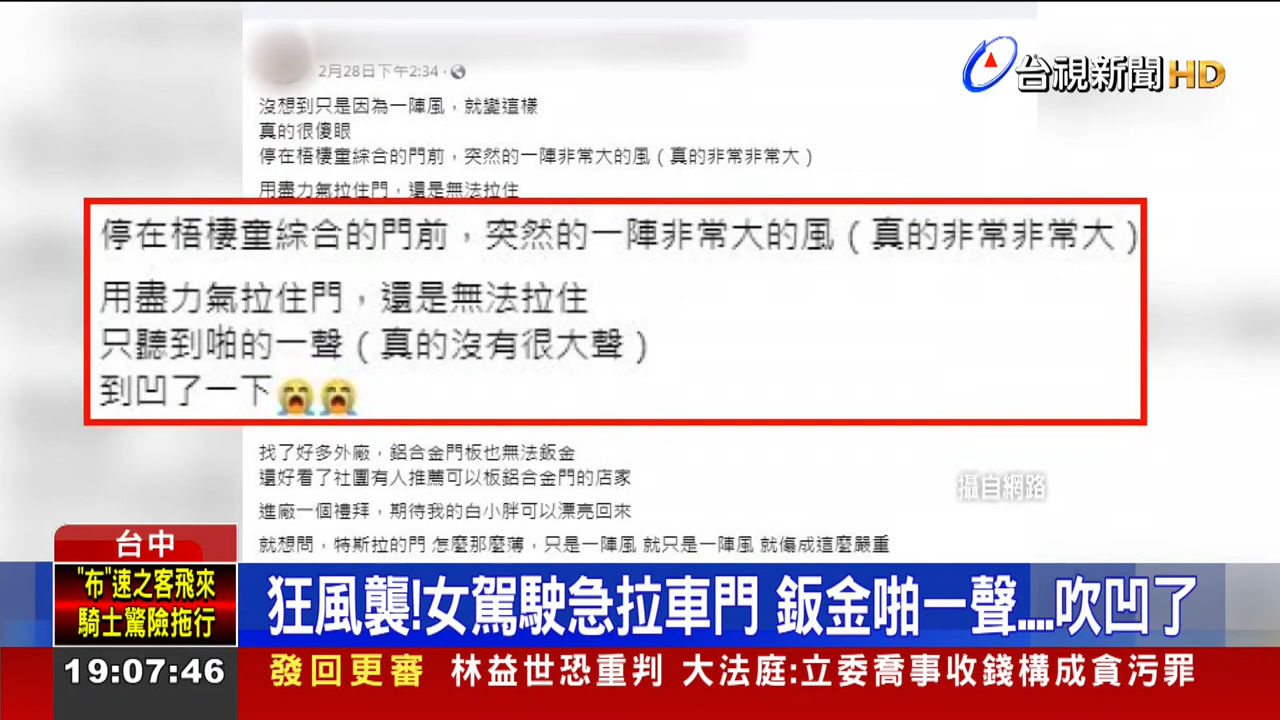 2月28日下午2:34
台視新聞HD
沒想到只是因為一陣風,就變這樣
真的很傻眼
停在梧棲童綜合的門前,突然的一陣非常大的風(真的非常非常大)
用盡力氣拉住門,還是無法拉住
停在梧棲童綜合的門前,突然的一陣非常大的風(真的非常非常大)
用盡力氣拉住門,還是無法拉住
只聽到啪的一聲(真的沒有很大聲)
到凹了一下😭😭
找了好多外廠,鋁合金門板也無法鈑金
還好看了社團有人推薦可以板鋁合金門的店家
進廠一個禮拜,期待我的白小胖可以漂亮回來
就想問,特斯拉的門 怎麼那麼薄,只是一陣風 就只是一陣風 就傷成這麼嚴重
攝自網路
台中
"布"速之客飛來
騎士驚險拖行
狂風襲!女駕駛急拉車門 鈑金啪一聲....吹凹了
19:07:46
發回更審 林益世恐重判 大法庭:立委喬事收錢構成貪污罪